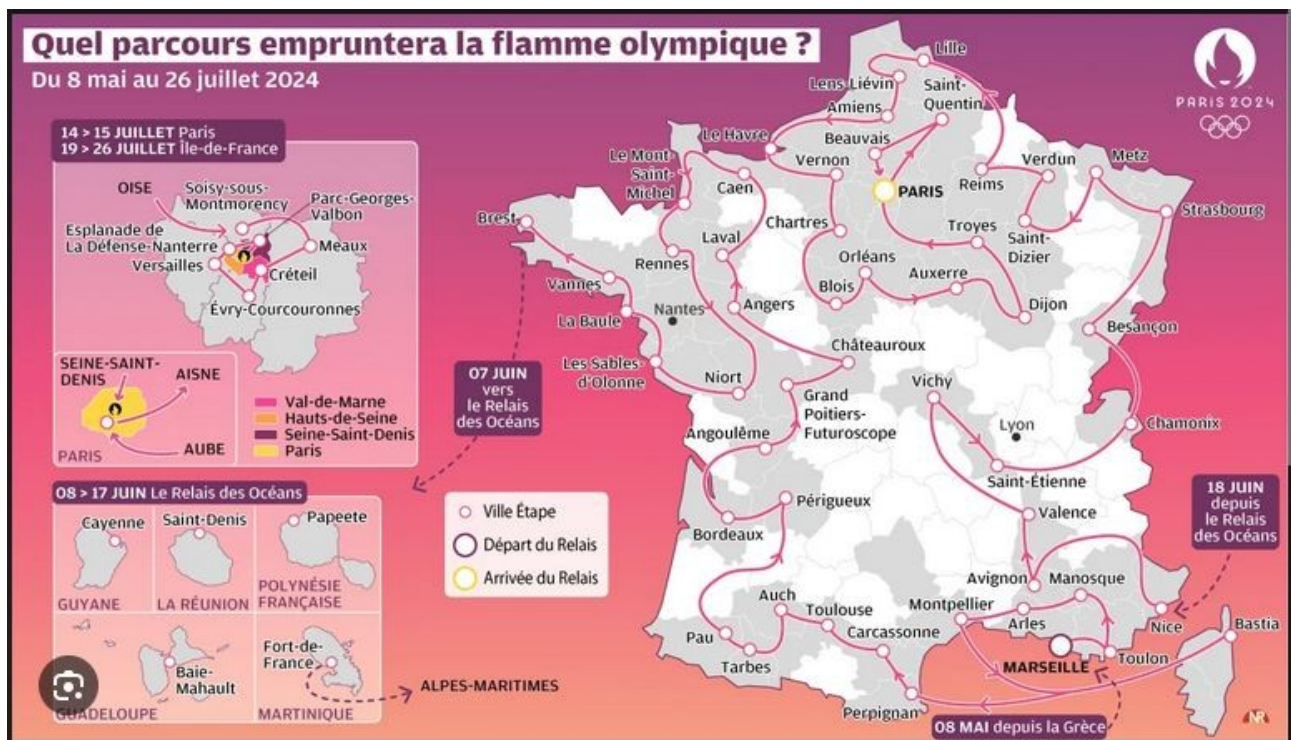 Quel parcours empruntera la flamme olympique ?
Du 8 mai au 26 juillet 2024
PARIS 2024
14 > 15 JUILLET Paris
19 > 26 JUILLET Île-de-France
OISE
Soisy-sous-
Montmorency
Parc-Georges-
Valbon
Esplanade de
La Défense-Nanterre
Versailles
Meaux
Créteil
Évry-Courcouronnes
SEINE-SAINT-
DENIS
AISNE
AUBE
PARIS
Val-de-Marne
Hauts-de-Seine
Seine-Saint-Denis
Paris
08 > 17 JUIN Le Relais des Océans
Cayenne
GUYANE
Saint-Denis
LA RÉUNION
Papeete
POLYNÉSIE
FRANÇAISE
Baie-
Mahault
GUADELOUPE
Fort-de-
France
MARTINIQUE
ALPES-MARITIMES
07 JUIN
vers
le Relais
des Océans
Ville Étape
Départ du Relais
Arrivée du Relais
Lille
Lens-Liévin
Saint-
Quentin
Amiens
Le Havre
Beauvais
Vernon
Verdun
Metz
Le Mont-
Saint-
Michel
Caen
PARIS
Reims
Strasbourg
Brest
Chartres
Troyes
Saint-
Dizier
Laval
Rennes
Orléans
Auxerre
Vannes
Blois
Dijon
Nantes
Angers
La Baule
Besançon
Châteauroux
Les Sables-
d'Olonne
Niort
Vichy
Grand
Poitiers-
Futuroscope
Lyon
Chamonix
Angoulême
Saint-Étienne
Périgueux
Valence
18 JUIN
depuis
le Relais
des Océans
Bordeaux
Avignon
Manosque
Auch
Toulouse
Montpellier
Arles
Nice
Bastia
Pau
Carcassonne
Tarbes
MARSEILLE
Toulon
Perpignan
08 MAI depuis la Grèce
NR